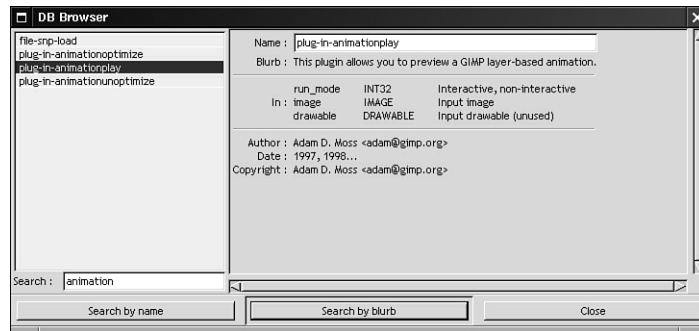 DB Browser
file-snp-load
plug-in-animationoptimize
plug-in-animationplay
plug-in-animationunoptimize
Search : animation
Name : plug-in-animationplay
Blurb : This plugin allows you to preview a GIMP layer-based animation.
run_mode INT32 Interactive, non-interactive
In : image IMAGE Input image
drawable DRAWABLE Input drawable (unused)
Author : Adam D. Moss <adam@gimp.org>
Date : 1997, 1998...
Copyright : Adam D. Moss <adam@gimp.org>
Search by name Search by blurb Close